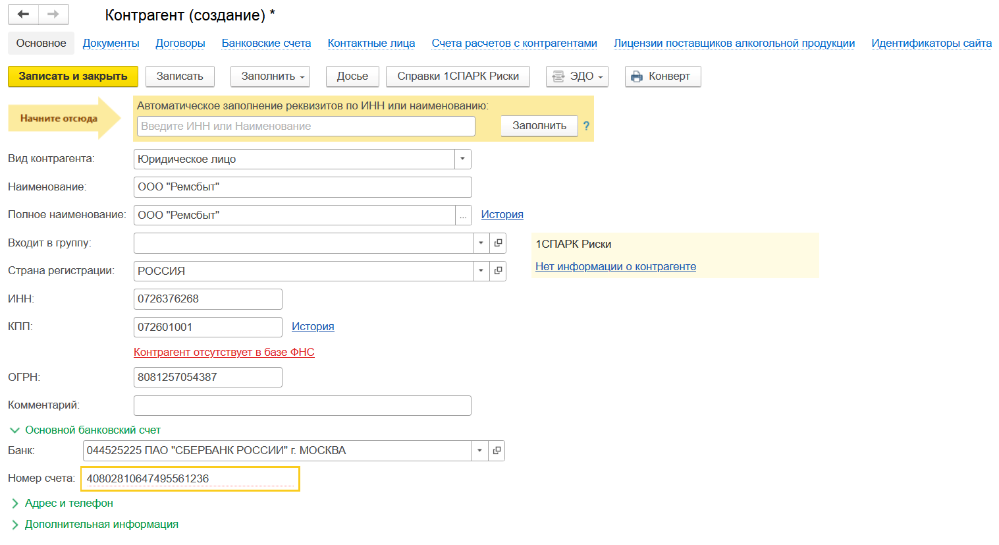 Контрагент (создание) *
Основное Документы Договоры Банковские счета Контактные лица Счета расчетов с контрагентами Лицензии поставщиков алкогольной продукции Идентификаторы сайта
Записать и закрыть Записать Заполнить Досье Справки 1СПАРК Риски ЭДО Конверт
Автоматическое заполнение реквизитов по ИНН или наименованию:
Начните отсюда Введите ИНН или Наименование Заполнить ?
Вид контрагента: Юридическое лицо
Наименование: ООО "Ремсбыт"
Полное наименование: ООО "Ремсбыт" ... История
Входит в группу: 1СПАРК Риски
Страна регистрации: РОССИЯ Нет информации о контрагенте
ИНН: 0726376268
КПП: 072601001 История
Контрагент отсутствует в базе ФНС
ОГРН: 8081257054387
Комментарий:
Основной банковский счет
Банк: 044525225 ПАО "СБЕРБАНК РОССИИ" г. МОСКВА
Номер счета: 40802810647495561236
Адрес и телефон
Дополнительная информация